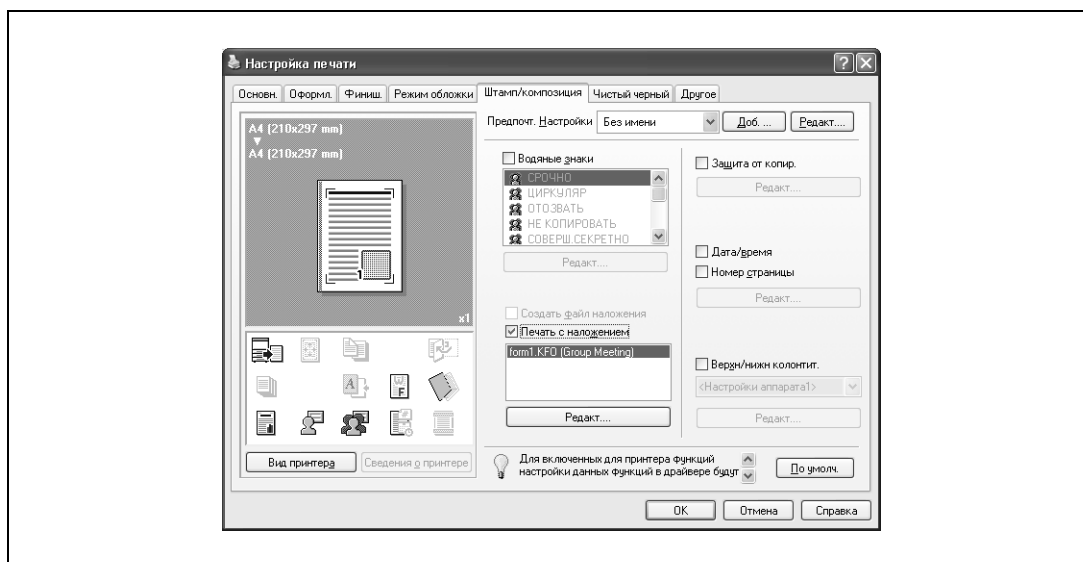 Настройка печати
Основн. Оформл. Финиш. Режим обложки Штамп/композиция Чистый черный Другое
A4 (210x297 mm)
A4 (210x297 mm)
1
x1
Вид принтера Сведения о принтере
Предпочт. Настройки Без имени Доб. ... Редакт....
Водяные знаки
СРОЧНО
ЦИРКУЛЯР
ОТОЗВАТЬ
НЕ КОПИРОВАТЬ
СОВЕРШ.СЕКРЕТНО
Редакт....
Создать файл наложения
Печать с наложением
form1.KFO (Group Meeting)
Редакт....
Защита от копир.
Редакт....
Дата/время
Номер страницы
Редакт....
Верхн/нижн колонтит.
<Настройки аппарата1>
Редакт....
Для включенных для принтера функций
настройки данных функций в драйвере будут
По умолч.
OK Отмена Справка